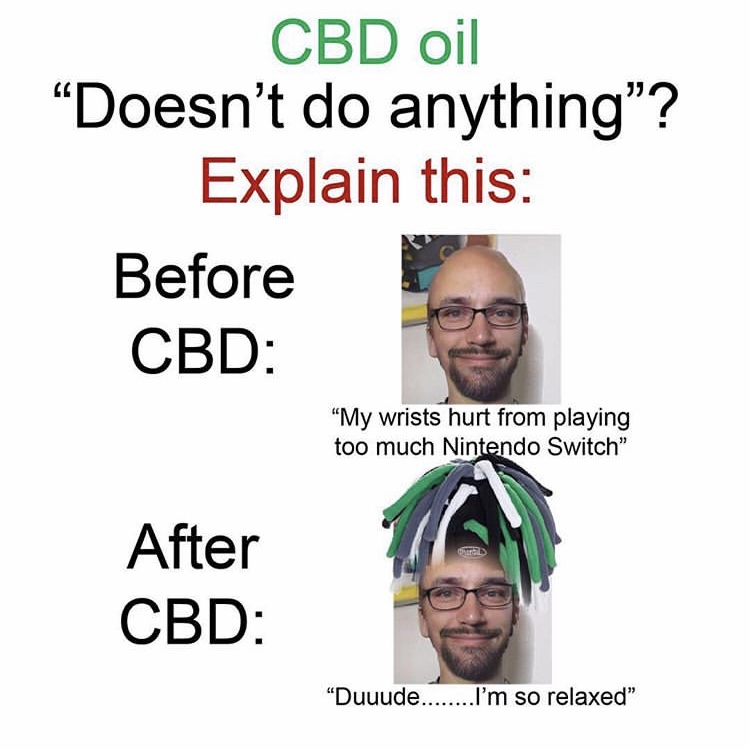 CBD oil
“Doesn’t do anything”?
Explain this:
Before
CBD:
“My wrists hurt from playing
too much Nintendo Switch”
After
CBD:
“Duuude........I’m so relaxed”